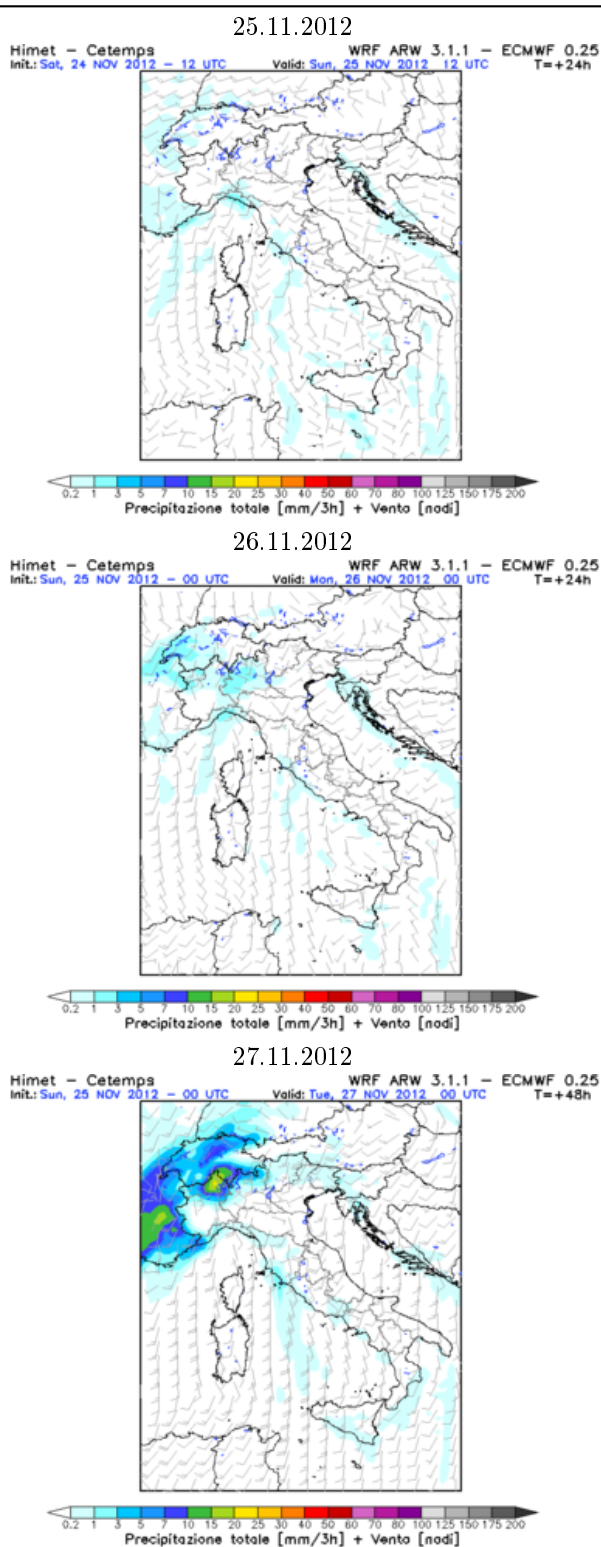 25.11.2012
Himet - Cetemps WRF ARW 3.1.1 - ECMWF 0.25
Init.: Sat, 24 NOV 2012 - 12 UTC Valid: Sun, 25 NOV 2012 12 UTC T=+24h
0.2 1 3 5 7 10 15 20 25 30 40 50 60 70 80 100 125 150 175 200
Precipitazione totale [mm/3h] + Vento [nodi]
26.11.2012
Himet - Cetemps WRF ARW 3.1.1 - ECMWF 0.25
Init.: Sun, 25 NOV 2012 - 00 UTC Valid: Mon, 26 NOV 2012 00 UTC T=+24h
0.2 1 3 5 7 10 15 20 25 30 40 50 60 70 80 100 125 150 175 200
Precipitazione totale [mm/3h] + Vento [nodi]
27.11.2012
Himet - Cetemps WRF ARW 3.1.1 - ECMWF 0.25
Init.: Sun, 25 NOV 2012 - 00 UTC Valid: Tue, 27 NOV 2012 00 UTC T=+48h
0.2 1 3 5 7 10 15 20 25 30 40 50 60 70 80 100 125 150 175 200
Precipitazione totale [mm/3h] + Vento [nodi]